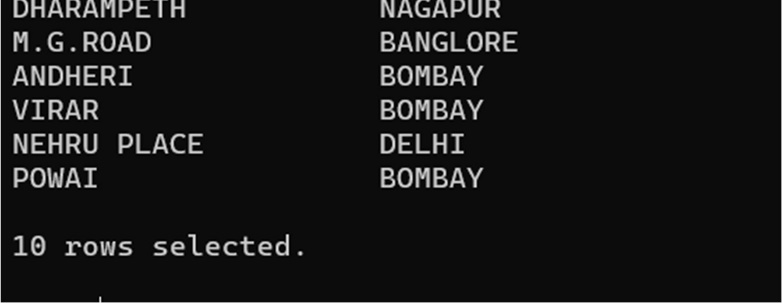 DHARAMPETH NAGAPUR
M.G.ROAD BANGLORE
ANDHERI BOMBAY
VIRAR BOMBAY
NEHRU PLACE DELHI
POWAI BOMBAY
10 rows selected.